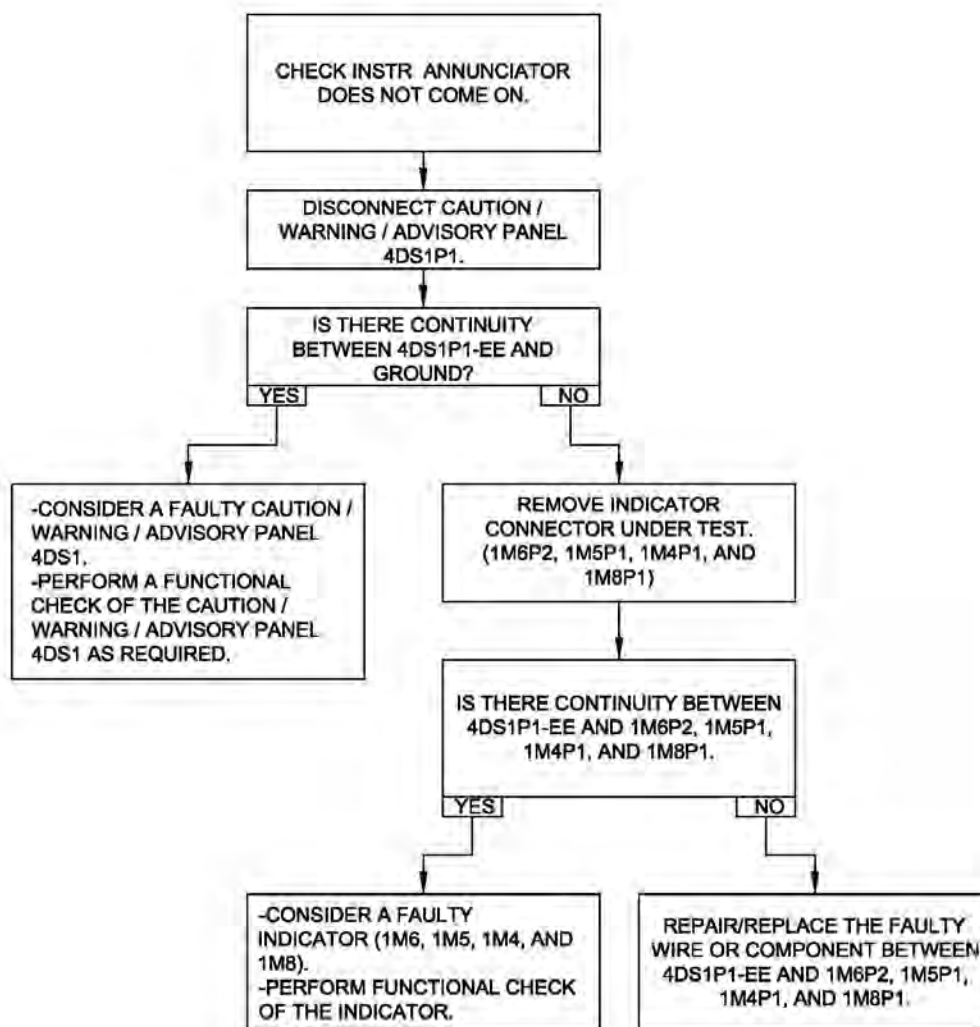 CHECK INSTR ANNUNCIATOR
DOES NOT COME ON.
DISCONNECT CAUTION /
WARNING / ADVISORY PANEL
4DS1P1.
IS THERE CONTINUITY
BETWEEN 4DS1P1-EE AND
GROUND?
YES
NO
-CONSIDER A FAULTY CAUTION /
WARNING / ADVISORY PANEL
4DS1.
-PERFORM A FUNCTIONAL
CHECK OF THE CAUTION /
WARNING / ADVISORY PANEL
4DS1 AS REQUIRED.
REMOVE INDICATOR
CONNECTOR UNDER TEST.
(1M6P2, 1M5P1, 1M4P1, AND
1M8P1)
IS THERE CONTINUITY BETWEEN
4DS1P1-EE AND 1M6P2, 1M5P1,
1M4P1, AND 1M8P1.
YES
NO
-CONSIDER A FAULTY
INDICATOR (1M6, 1M5, 1M4, AND
1M8).
-PERFORM FUNCTIONAL CHECK
OF THE INDICATOR.
REPAIR/REPLACE THE FAULTY
WIRE OR COMPONENT BETWEEN
4DS1P1-EE AND 1M6P2, 1M5P1,
1M4P1, AND 1M8P1.